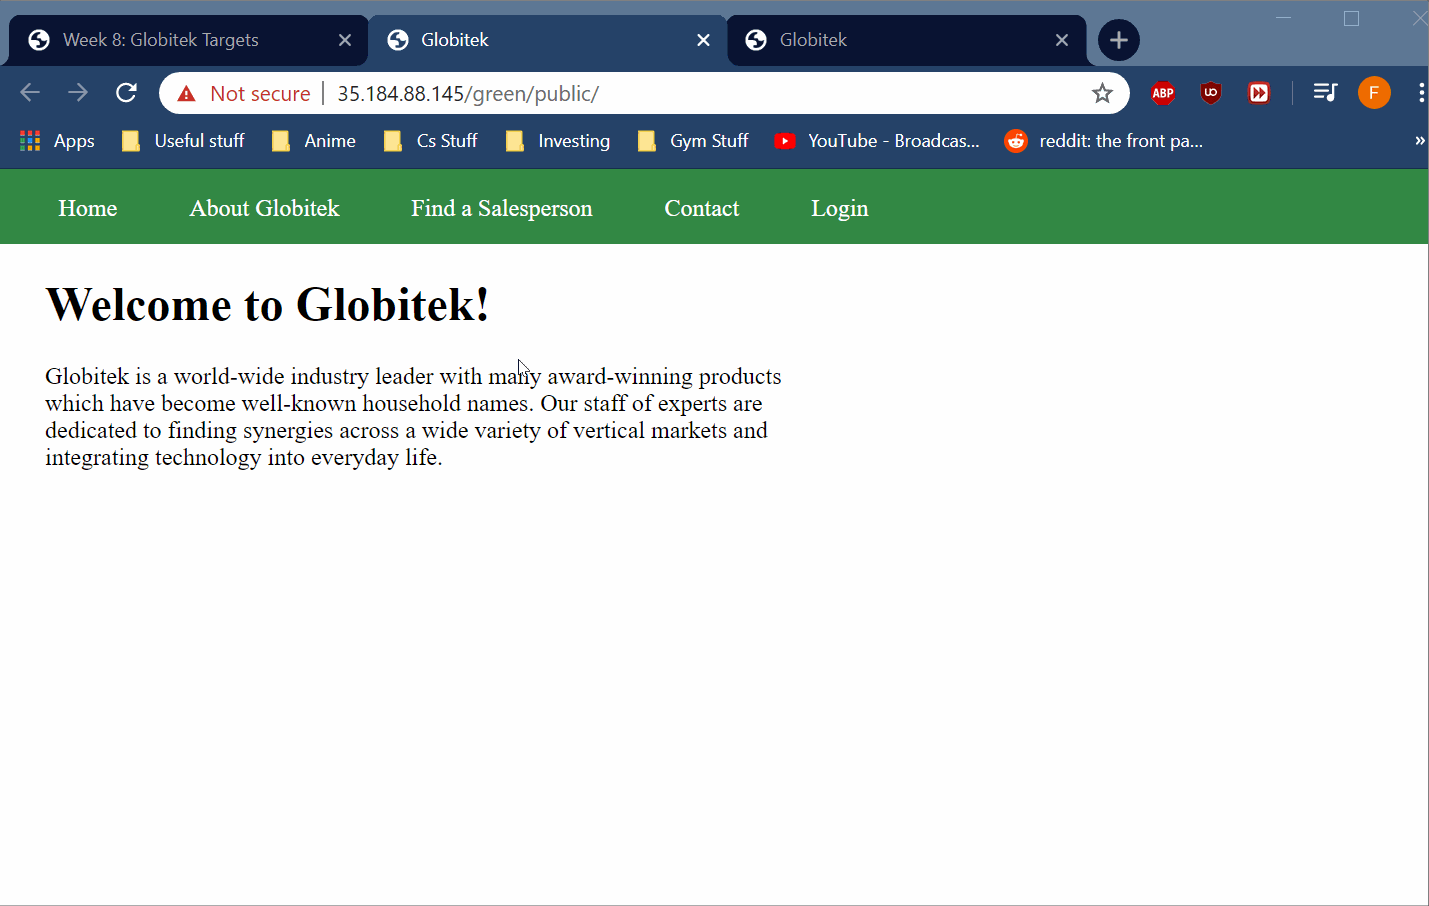 Week 8: Globitek Targets
Globitek
Globitek
Not secure
35.184.88.145/green/public/
ABP
UO
F
Apps
Useful stuff
Anime
Cs Stuff
Investing
Gym Stuff
YouTube - Broadcas...
reddit: the front pa...
»
Home
About Globitek
Find a Salesperson
Contact
Login
Welcome to Globitek!
Globitek is a world-wide industry leader with many award-winning products
which have become well-known household names. Our staff of experts are
dedicated to finding synergies across a wide variety of vertical markets and
integrating technology into everyday life.